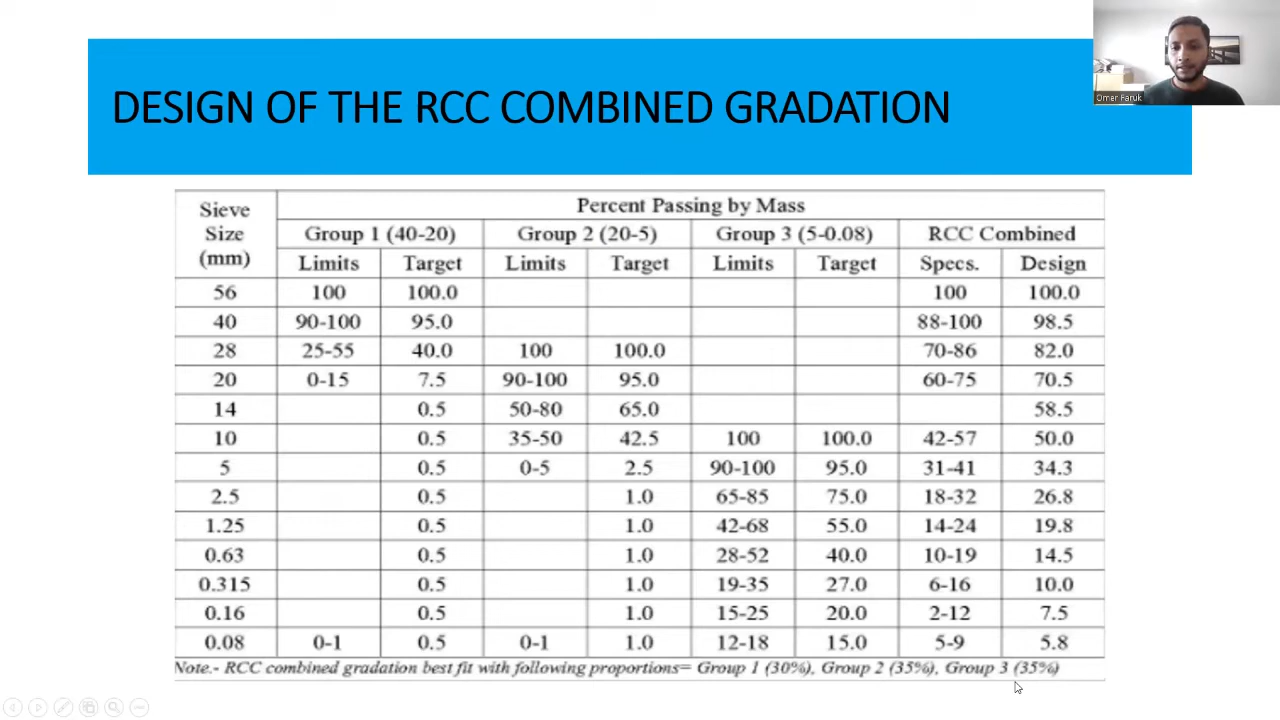 DESIGN OF THE RCC COMBINED GRADATION
Omer Faruk
Sieve Size (mm) Percent Passing by Mass
Group 1 (40-20) Group 2 (20-5) Group 3 (5-0.08) RCC Combined
Limits Target Limits Target Limits Target Specs. Design
56 100 100.0 100 100.0
40 90-100 95.0 88-100 98.5
28 25-55 40.0 100 100.0 70-86 82.0
20 0-15 7.5 90-100 95.0 60-75 70.5
14 0.5 50-80 65.0 58.5
10 0.5 35-50 42.5 100 100.0 42-57 50.0
5 0.5 0-5 2.5 90-100 95.0 31-41 34.3
2.5 0.5 1.0 65-85 75.0 18-32 26.8
1.25 0.5 1.0 42-68 55.0 14-24 19.8
0.63 0.5 1.0 28-52 40.0 10-19 14.5
0.315 0.5 1.0 19-35 27.0 6-16 10.0
0.16 0.5 1.0 15-25 20.0 2-12 7.5
0.08 0-1 0.5 0-1 1.0 12-18 15.0 5-9 5.8
Note.- RCC combined gradation best fit with following proportions= Group 1 (30%), Group 2 (35%), Group 3 (35%)